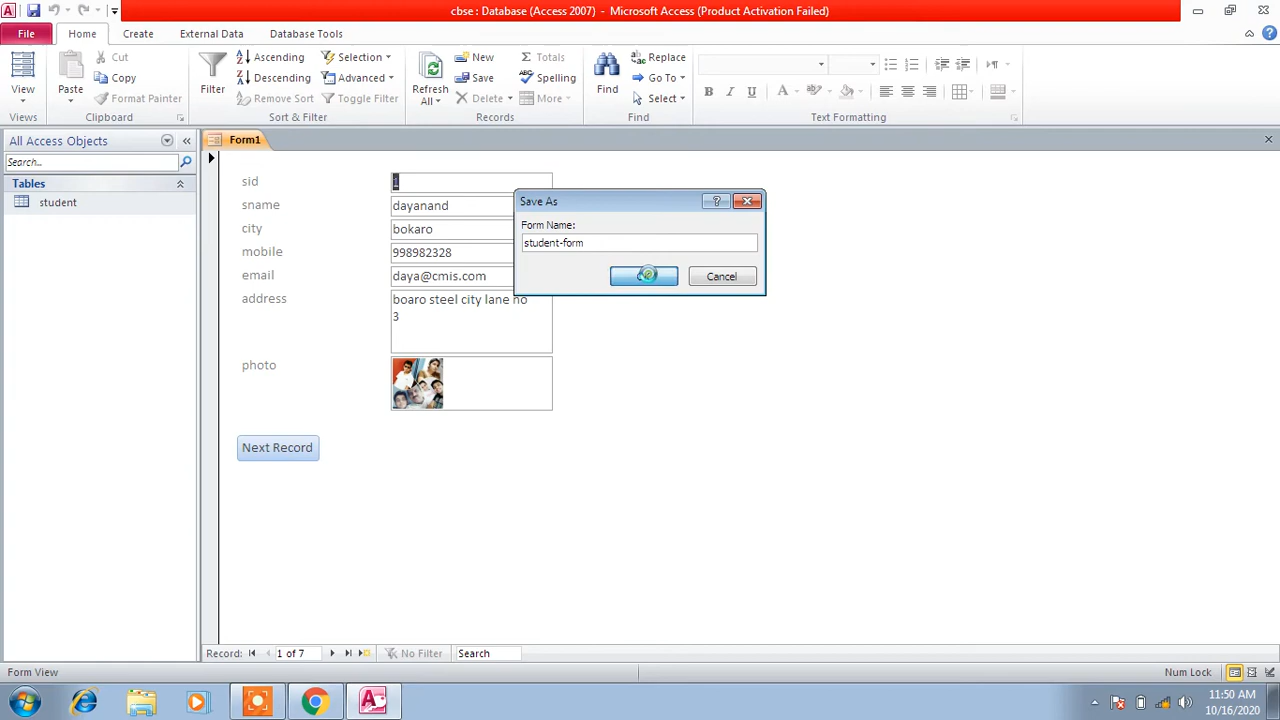 cbse : Database (Access 2007) - Microsoft Access (Product Activation Failed)
File Home Create External Data Database Tools
View
Views
Paste
Cut
Copy
Format Painter
Clipboard
Filter
Ascending
Descending
Remove Sort
Selection
Advanced
Toggle Filter
Sort & Filter
Refresh
All
New
Save
Delete
Totals
Spelling
More
Records
Find
Replace
Go To
Select
Find
B I U
A
Text Formatting
All Access Objects
Search..
Tables
student
Form1
sid 1
sname dayanand
city bokaro
mobile 998982328
email daya@cmis.com
address boaro steel city lane no
3
photo
Next Record
Save As
?
Form Name:
student-form
Cancel
Record: 1 of 7 No Filter Search
Form View
Num Lock
11:50 AM
10/16/2020